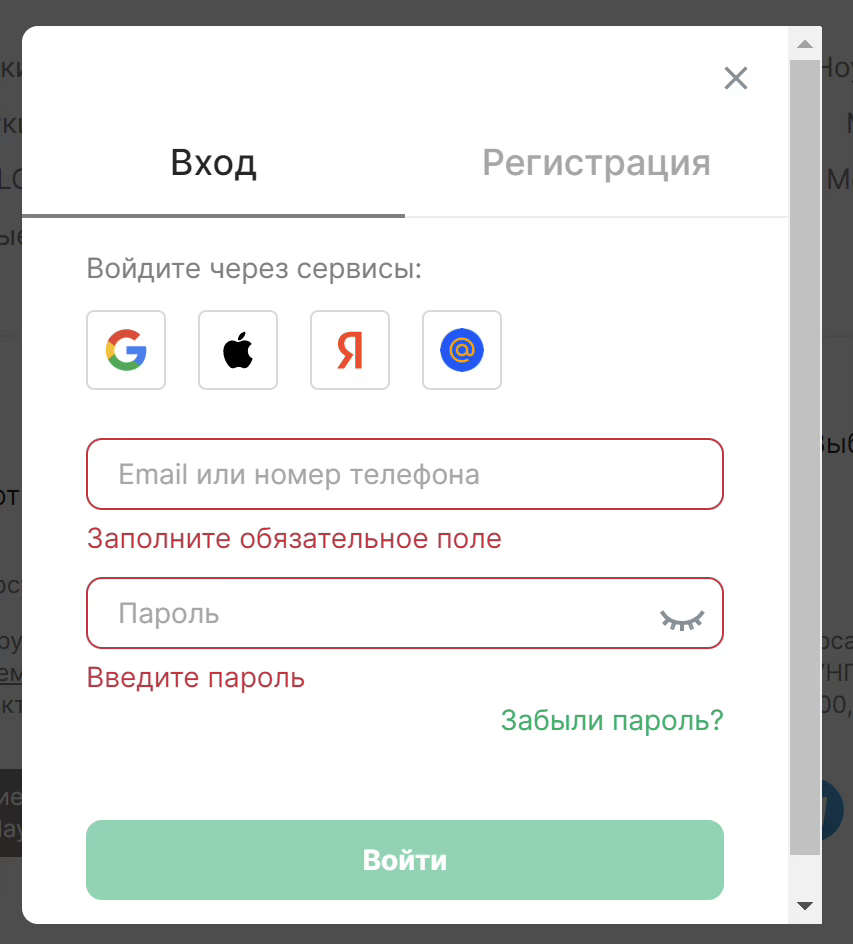 Вход
Регистрация
Войдите через сервисы:
Email или номер телефона
Заполните обязательное поле
Пароль
Введите пароль
Забыли пароль?
Войти